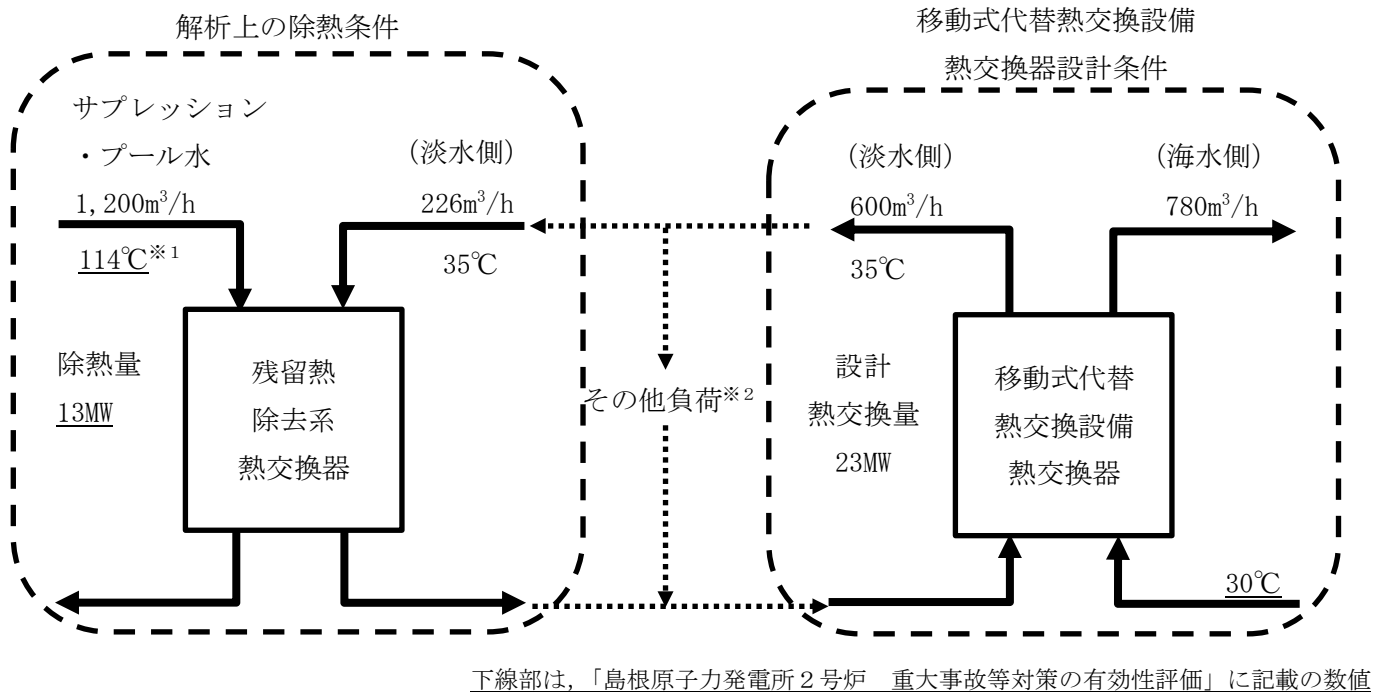 解析上の除熱条件
サプレッション
・プール水
1,200m³/h
114℃※1
(淡水側)
226m³/h
35℃
除熱量
13MW
残留熱
除去系
熱交換器
その他負荷※2
移動式代替熱交換設備
熱交換器設計条件
(淡水側)
600m³/h
35℃
(海水側)
780m³/h
設計
熱交換量
23MW
移動式代替
熱交換設備
熱交換器
30℃
下線部は,「島根原子力発電所2号炉 重大事故等対策の有効性評価」に記載の数値